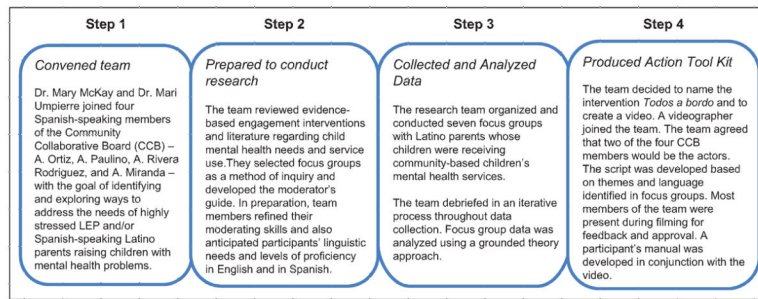 Step 1
Convened team
Dr. Mary McKay and Dr. Mari
Umpierre joined four
Spanish-speaking members
of the Community
Collaborative Board (CCB) –
A. Ortiz, A. Paulino, A. Rivera
Rodriguez, and A. Miranda –
with the goal of identifying
and exploring ways to
address the needs of highly
stressed LEP and/or
Spanish-speaking Latino
parents raising children with
mental health problems.
Step 2
Prepared to conduct
research
The team reviewed evidence-
based engagement interventions
and literature regarding child
mental health needs and service
use.They selected focus groups
as a method of inquiry and
developed the moderator's
guide. In preparation, team
members refined their
moderating skills and also
anticipated participants' linguistic
needs and levels of proficiency
in English and in Spanish.
Step 3
Collected and Analyzed
Data
The research team organized and
conducted seven focus groups
with Latino parents whose
children were receiving
community-based children's
mental health services.
The team debriefed in an iterative
process throughout data
collection. Focus group data was
analyzed using a grounded theory
approach.
Step 4
Produced Action Tool Kit
The team decided to name the
intervention Todos a bordo and to
create a video. A videographer
joined the team. The team agreed
that two of the four CCB
members would be the actors.
The script was developed based
on themes and language
identified in focus groups. Most
members of the team were
present during filming for
feedback and approval. A
participant's manual was
developed in conjunction with the
video.